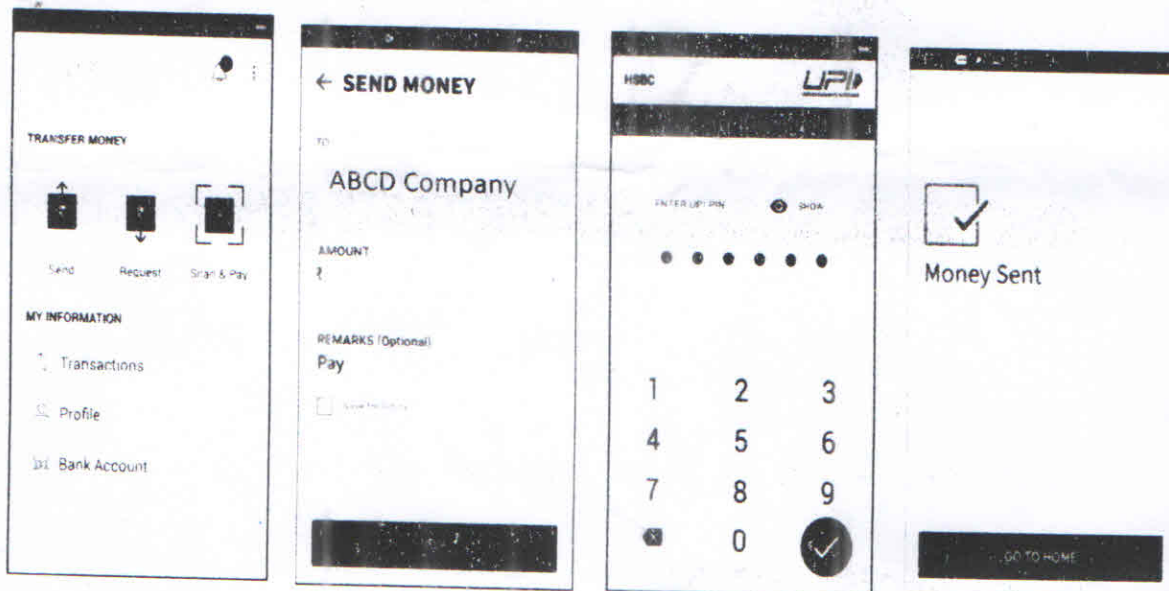 TRANSFER MONEY
Send Request Scan & Pay
MY INFORMATION
Transactions
Profile
Bank Account
← SEND MONEY
TO
ABCD Company
AMOUNT
₹
REMARKS (Optional)
Pay
HSBC UPI
ENTER UPI PIN SHOW
1 2 3
4 5 6
7 8 9
0
Money Sent
GO TO HOME